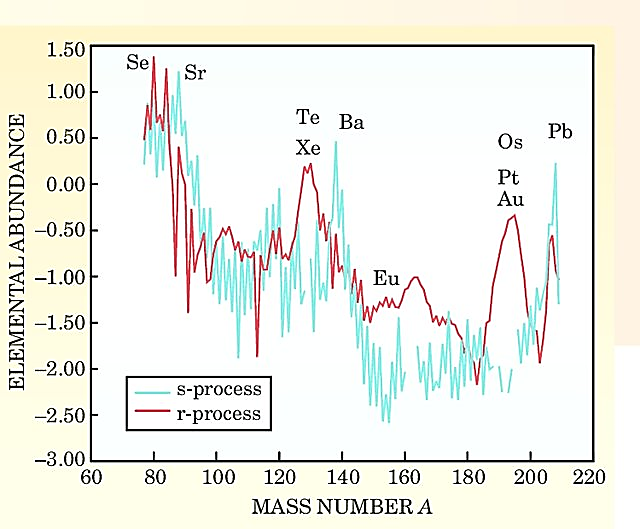 1.50
1.00
0.50
0.00
–0.50
–1.00
–1.50
–2.00
–2.50
–3.00
ELEMENTAL ABUNDANCE
Se
Sr
Te
Xe
Ba
Eu
Os
Pt
Au
Pb
s-process
r-process
60 80 100 120 140 160 180 200 220
MASS NUMBER A